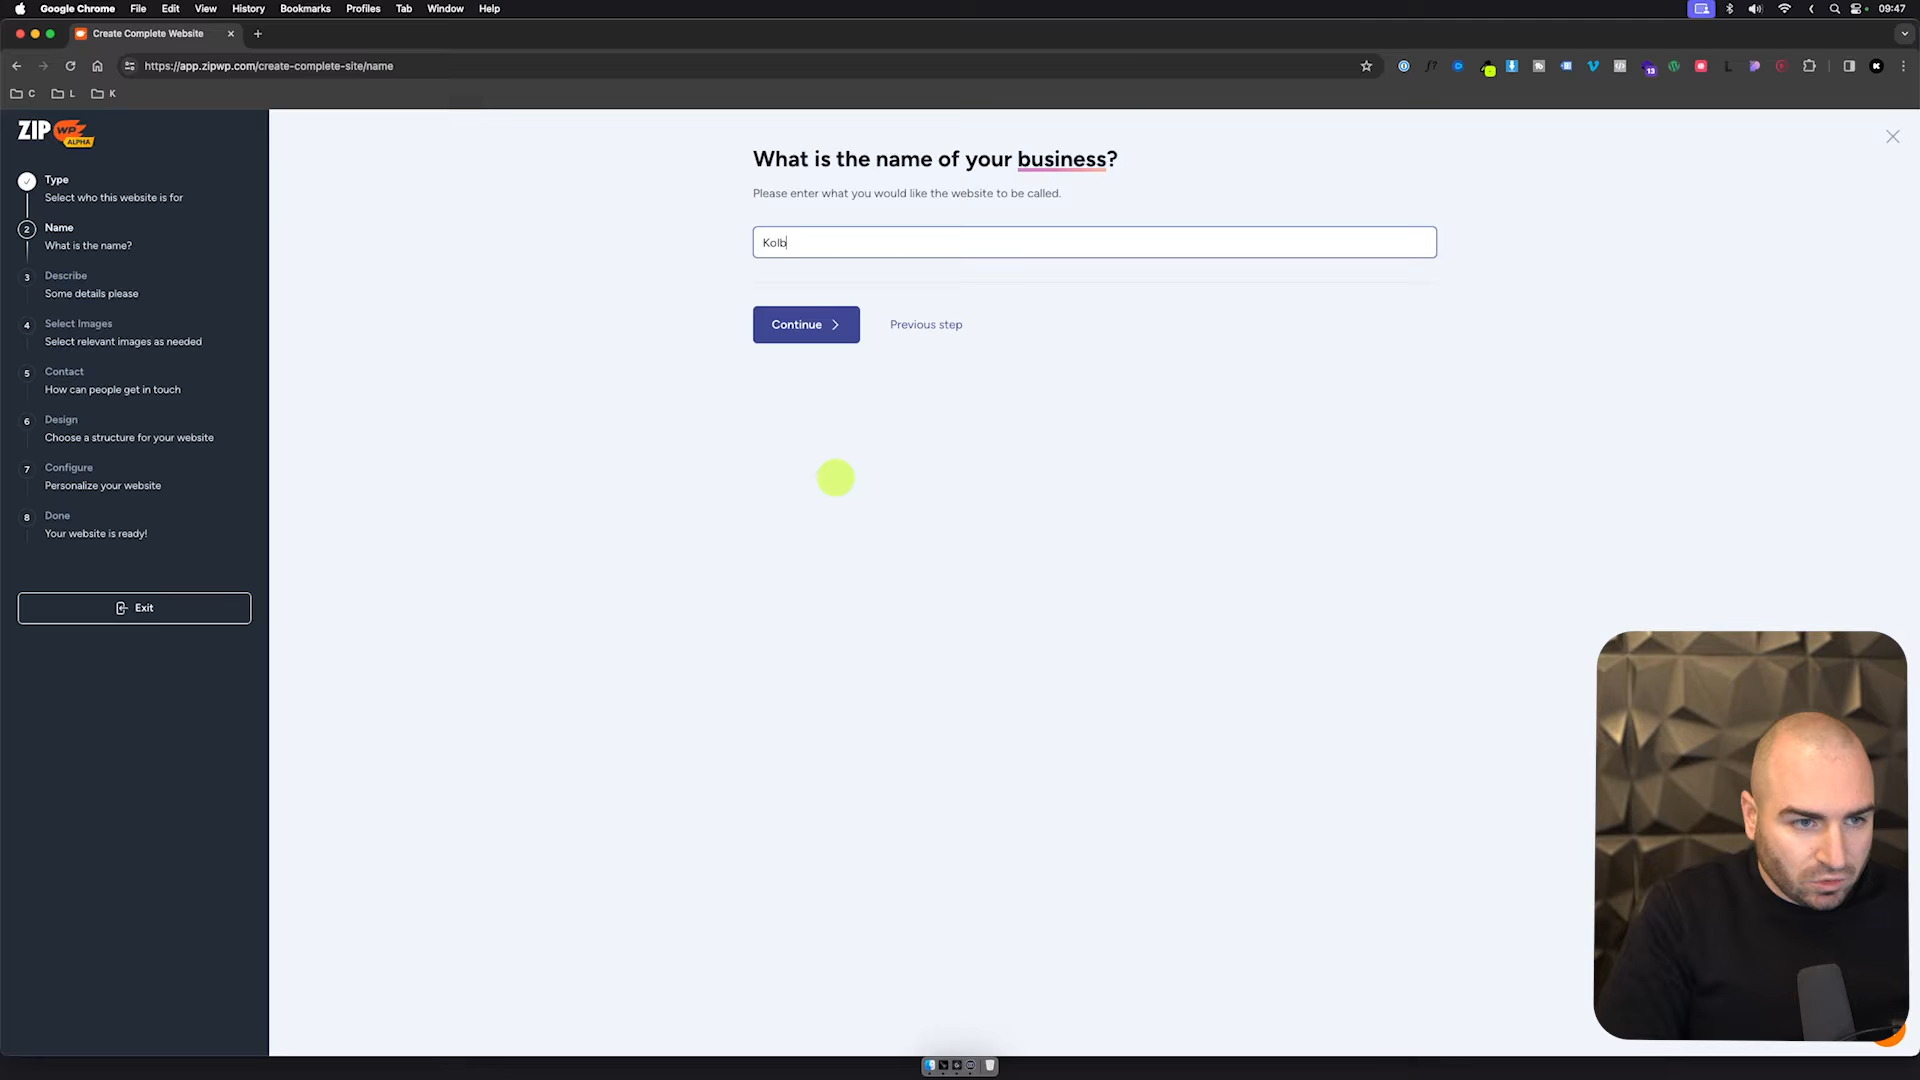 Google Chrome File Edit View History Bookmarks Profiles Tab Window Help 09:47
Create Complete Website
https://app.zipwp.com/create-complete-site/name
13
C L K
ZIP WP ALPHA
Type
Select who this website is for
2 Name
What is the name?
3 Describe
Some details please
4 Select Images
Select relevant images as needed
5 Contact
How can people get in touch
6 Design
Choose a structure for your website
7 Configure
Personalize your website
8 Done
Your website is ready!
Exit
What is the name of your business?
Please enter what you would like the website to be called.
Kolb
Continue Previous step